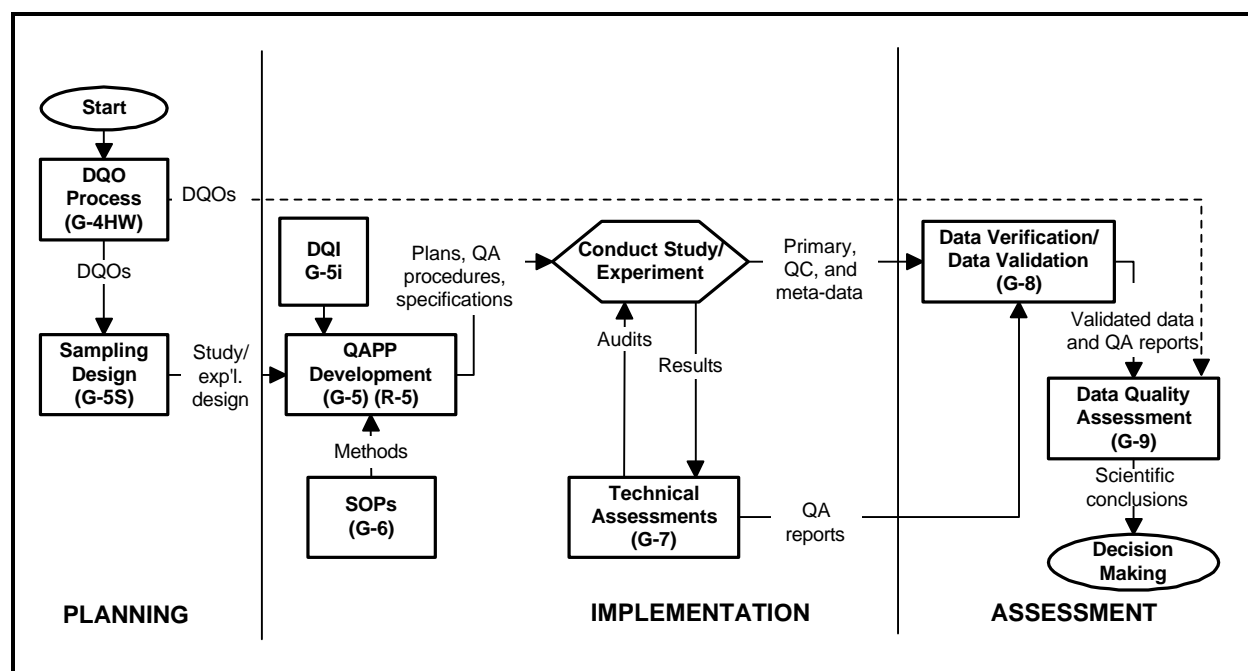 Start
DQO
Process
(G-4HW)
DQOs
DQOs
Sampling
Design
(G-5S)
Study/
exp'l.
design
DQI
G-5i
QAPP
Development
(G-5) (R-5)
Methods
SOPs
(G-6)
Plans, QA
procedures,
specifications
Conduct Study/
Experiment
Audits
Results
Technical
Assessments
(G-7)
Primary,
QC, and
meta-data
QA
reports
Data Verification/
Data Validation
(G-8)
Validated data
and QA reports
Data Quality
Assessment
(G-9)
Scientific
conclusions
Decision
Making
PLANNING
IMPLEMENTATION
ASSESSMENT